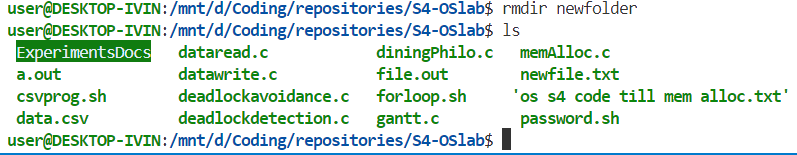 user@DESKTOP-IVIN:/mnt/d/Coding/repositories/S4-OSlab$ rmdir newfolder
user@DESKTOP-IVIN:/mnt/d/Coding/repositories/S4-OSlab$ ls
ExperimentsDocs dataread.c diningPhilo.c memAlloc.c
a.out datawrite.c file.out newfile.txt
csvprog.sh deadlockavoidance.c forloop.sh 'os s4 code till mem alloc.txt'
data.csv deadlockdetection.c gantt.c password.sh
user@DESKTOP-IVIN:/mnt/d/Coding/repositories/S4-OSlab$